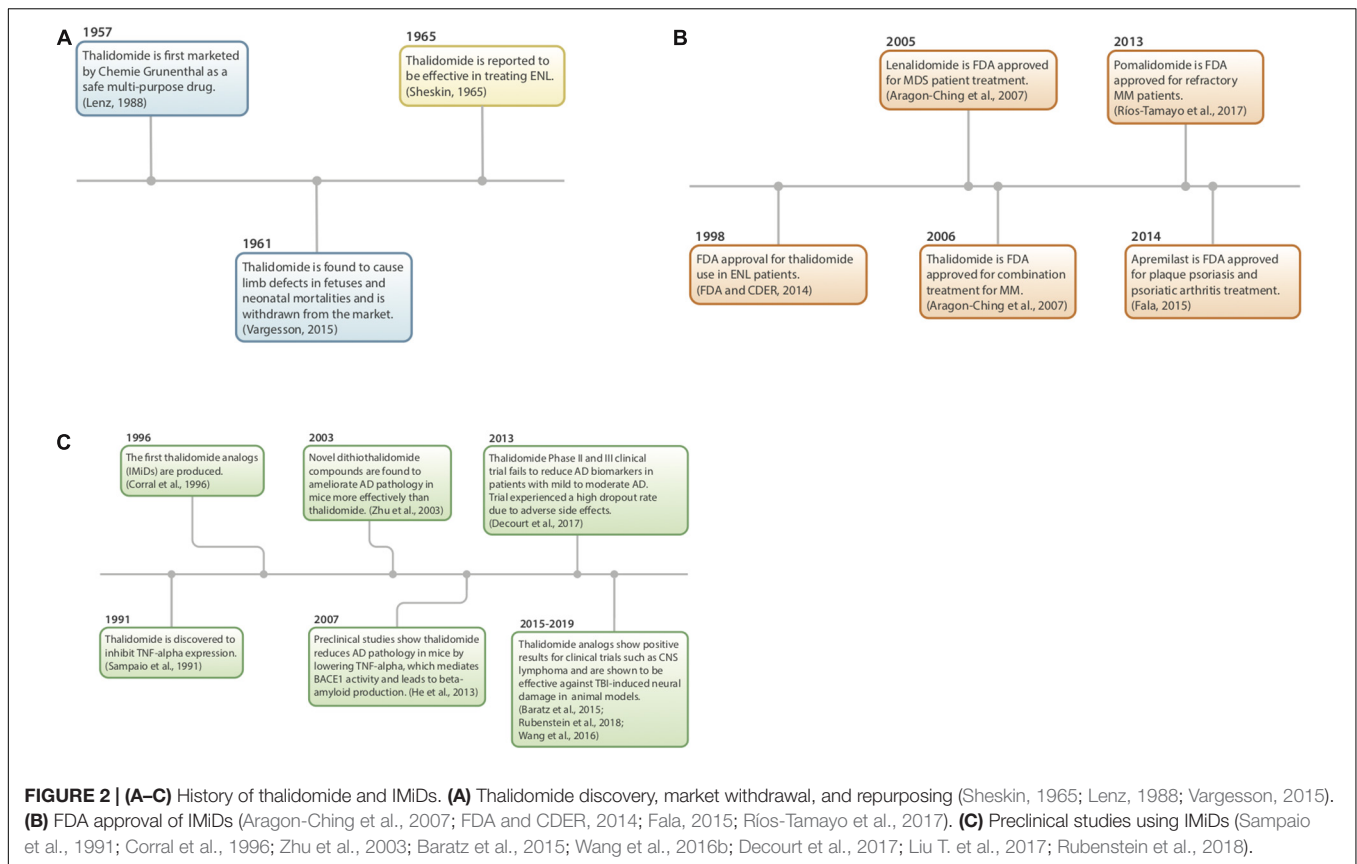 A
1957
Thalidomide is first marketed
by Chemie Grunenthal as a
safe multi-purpose drug.
(Lenz, 1988)
1965
Thalidomide is reported to
be effective in treating ENL.
(Sheskin, 1965)
1961
Thalidomide is found to cause
limb defects in fetuses and
neonatal mortalities and is
withdrawn from the market.
(Vargesson, 2015)
B
2005
Lenalidomide is FDA approved
for MDS patient treatment.
(Aragon-Ching et al., 2007)
2013
Pomalidomide is FDA
approved for refractory
MM patients.
(Ríos-Tamayo et al., 2017)
1998
FDA approval for thalidomide
use in ENL patients.
(FDA and CDER, 2014)
2006
Thalidomide is FDA
approved for combination
treatment for MM.
(Aragon-Ching et al., 2007)
2014
Apremilast is FDA approved
for plaque psoriasis and
psoriatic arthritis treatment.
(Fala, 2015)
C
1996
The first thalidomide analogs
(IMiDs) are produced.
(Corral et al., 1996)
2003
Novel dithiothalidomide
compounds are found to
ameliorate AD pathology in
mice more effectively than
thalidomide. (Zhu et al., 2003)
2013
Thalidomide Phase II and III clinical
trial fails to reduce AD biomarkers in
patients with mild to moderate AD.
Trial experienced a high dropout rate
due to adverse side effects.
(Decourt et al., 2017)
1991
Thalidomide is discovered to
inhibit TNF-alpha expression.
(Sampaio et al., 1991)
2007
Preclinical studies show thalidomide
reduces AD pathology in mice by
lowering TNF-alpha, which mediates
BACE1 activity and leads to beta-
amyloid production. (He et al., 2013)
2015-2019
Thalidomide analogs show positive
results for clinical trials such as CNS
lymphoma and are shown to be
effective against TBI-induced neural
damage in animal models.
(Baratz et al., 2015;
Rubenstein et al., 2018;
Wang et al., 2016)
FIGURE 2 | (A–C) History of thalidomide and IMiDs. (A) Thalidomide discovery, market withdrawal, and repurposing (Sheskin, 1965; Lenz, 1988; Vargesson, 2015).
(B) FDA approval of IMiDs (Aragon-Ching et al., 2007; FDA and CDER, 2014; Fala, 2015; Ríos-Tamayo et al., 2017). (C) Preclinical studies using IMiDs (Sampaio
et al., 1991; Corral et al., 1996; Zhu et al., 2003; Baratz et al., 2015; Wang et al., 2016b; Decourt et al., 2017; Liu T. et al., 2017; Rubenstein et al., 2018).